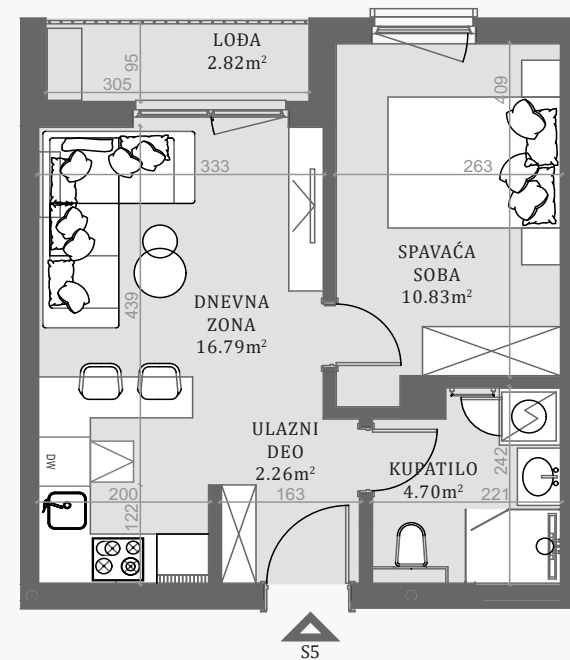 LOĐA
2.82m²
95
305
409
333
263
SPAVAĆA
SOBA
10.83m²
439
DNEVNA
ZONA
16.79m²
ULAZNI
DEO
2.26m²
KUPATILO
4.70m²
242
DW
200
163
221
122
S5